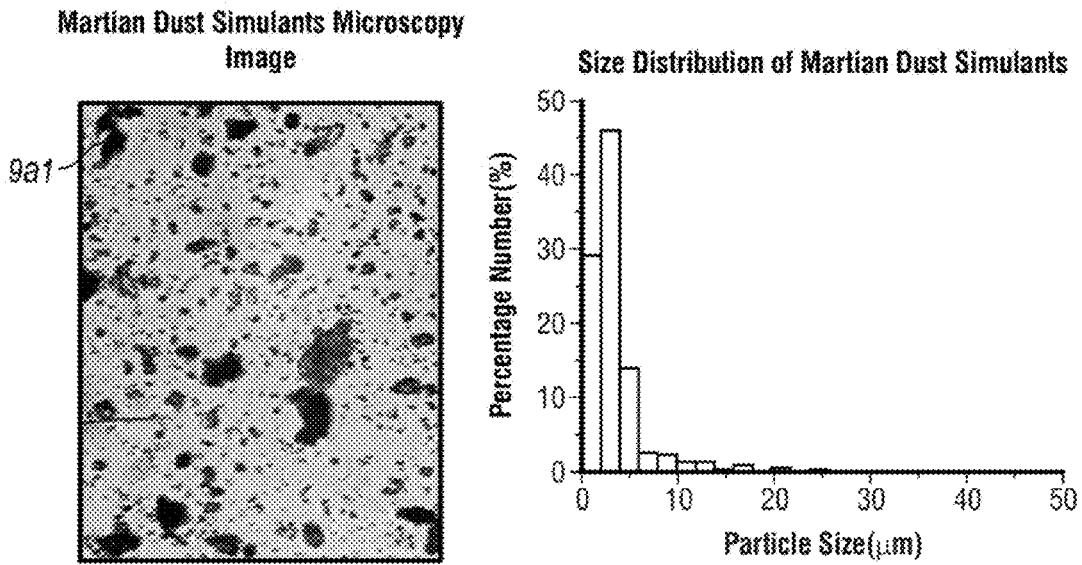 Martian Dust Simulants Microscopy
Image
9a1
Size Distribution of Martian Dust Simulants
Percentage Number(%)
50
40
30
20
10
0
0 10 20 30 40 50
Particle Size(μm)